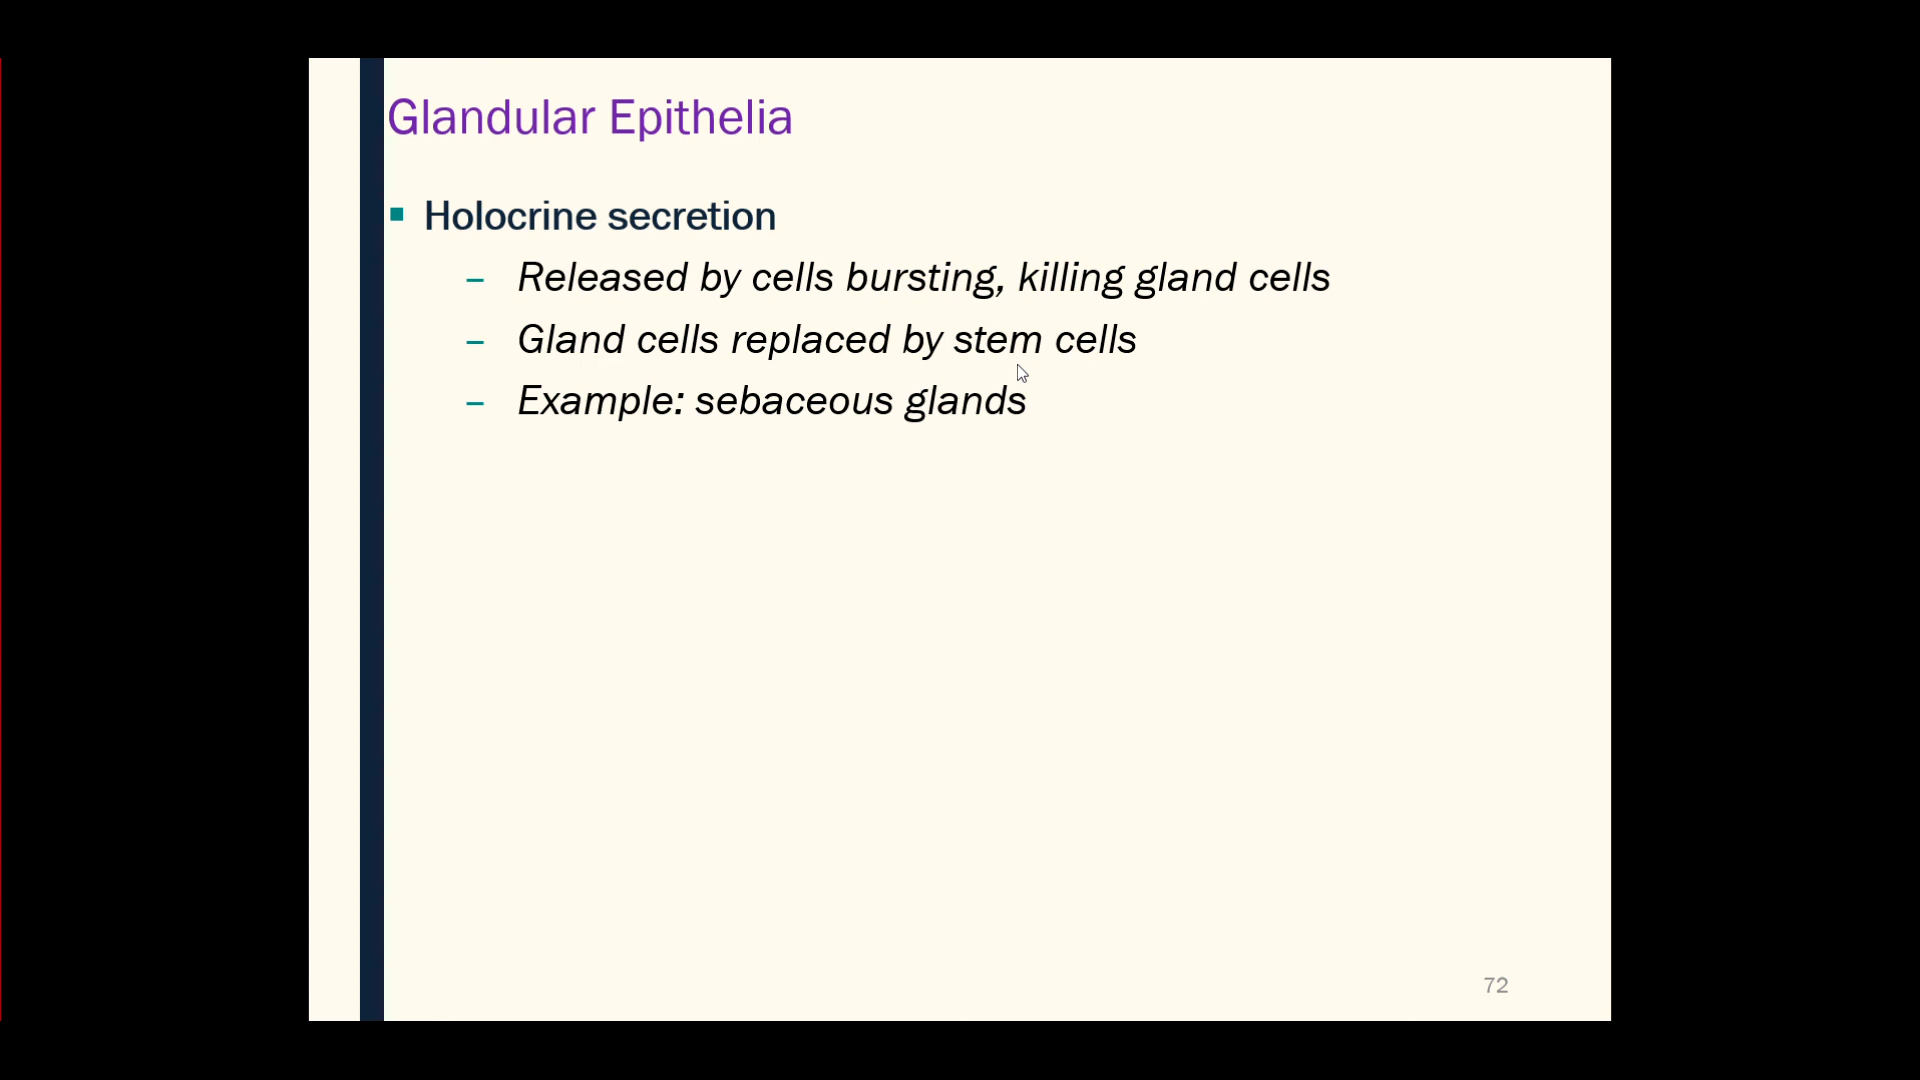 Glandular Epithelia
▪ Holocrine secretion
– Released by cells bursting, killing gland cells
– Gland cells replaced by stem cells
– Example: sebaceous glands
72